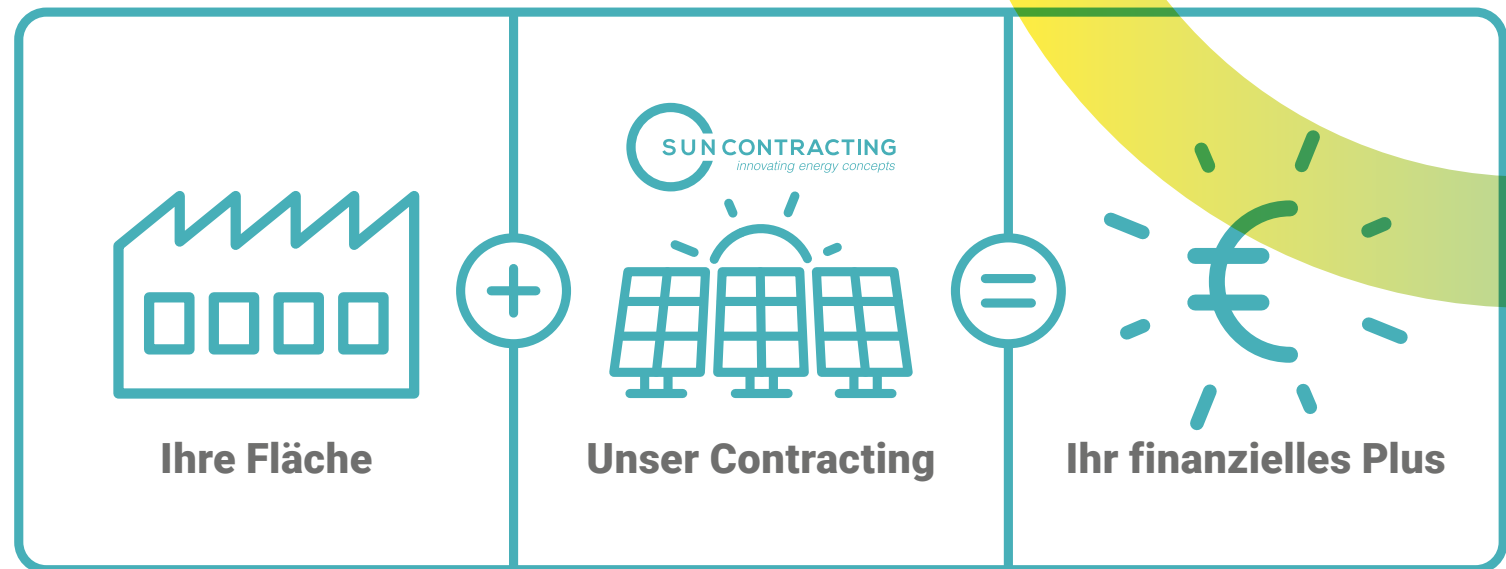 SUN CONTRACTING
innovating energy concepts
+
=
€
Ihre Fläche
Unser Contracting
Ihr finanzielles Plus